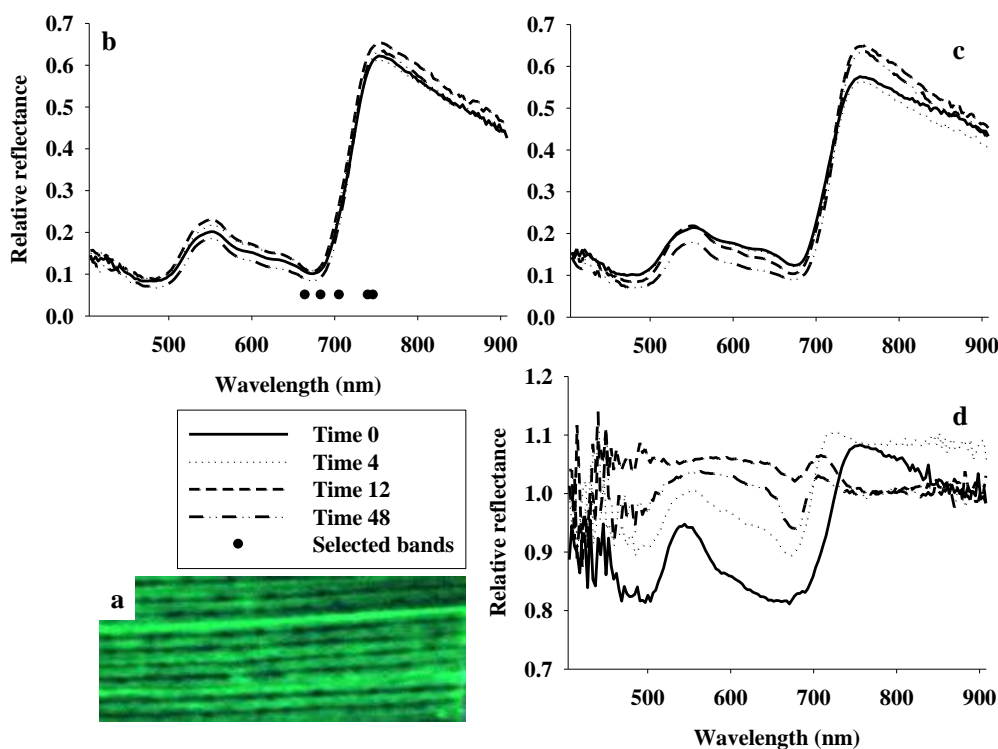 b
0.7
0.6
0.5
0.4
0.3
0.2
0.1
0.0
Relative reflectance
500 600 700 800 900
Wavelength (nm)
c
0.7
0.6
0.5
0.4
0.3
0.2
0.1
0.0
500 600 700 800 900
Time 0
Time 4
Time 12
Time 48
Selected bands
a
d
1.2
1.1
1.0
0.9
0.8
0.7
Relative reflectance
500 600 700 800 900
Wavelength (nm)